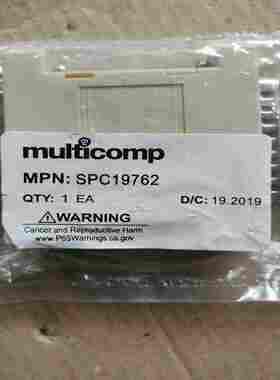 multicomp
MPN: SPC19762
QTY: 1 EA D/C: 19.2019
WARNING
Cancer and Reproductive Harm
www.P65Warnings.ca.gov